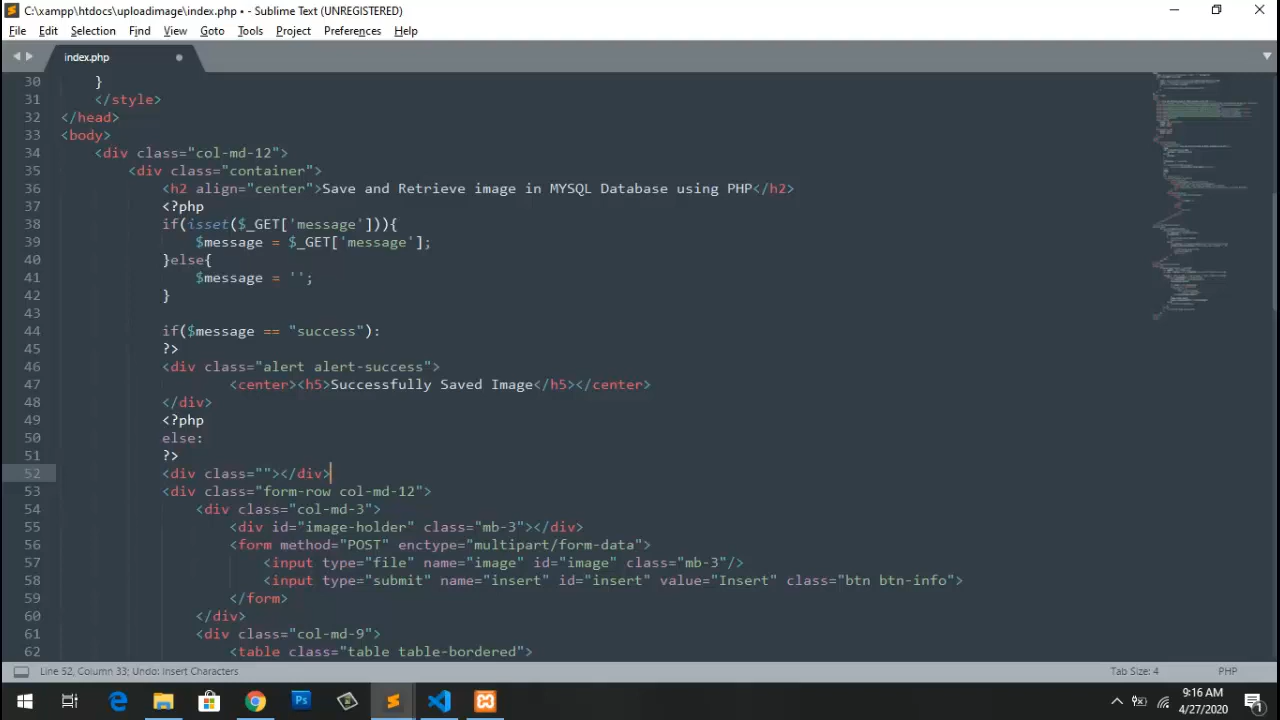 C:\xampp\htdocs\uploadimage\index.php • - Sublime Text (UNREGISTERED)
File Edit Selection Find View Goto Tools Project Preferences Help
index.php
30 }
31 </style>
32 </head>
33 <body>
34 <div class="col-md-12">
35 <div class="container">
36 <h2 align="center">Save and Retrieve image in MYSQL Database using PHP</h2>
37 <?php
38 if(isset($_GET['message'])){
39 $message = $_GET['message'];
40 }else{
41 $message = '';
42 }
43
44 if($message == "success"):
45 ?>
46 <div class="alert alert-success">
47 <center><h5>Successfully Saved Image</h5></center>
48 </div>
49 <?php
50 else:
51 ?>
52 <div class=""></div>
53 <div class="form-row col-md-12">
54 <div class="col-md-3">
55 <div id="image-holder" class="mb-3"></div>
56 <form method="POST" enctype="multipart/form-data">
57 <input type="file" name="image" id="image" class="mb-3"/>
58 <input type="submit" name="insert" id="insert" value="Insert" class="btn btn-info">
59 </form>
60 </div>
61 <div class="col-md-9">
62 <table class="table table-bordered">
Line 52, Column 33; Undo: Insert Characters Tab Size: 4 PHP
Ps
9:16 AM
4/27/2020
1